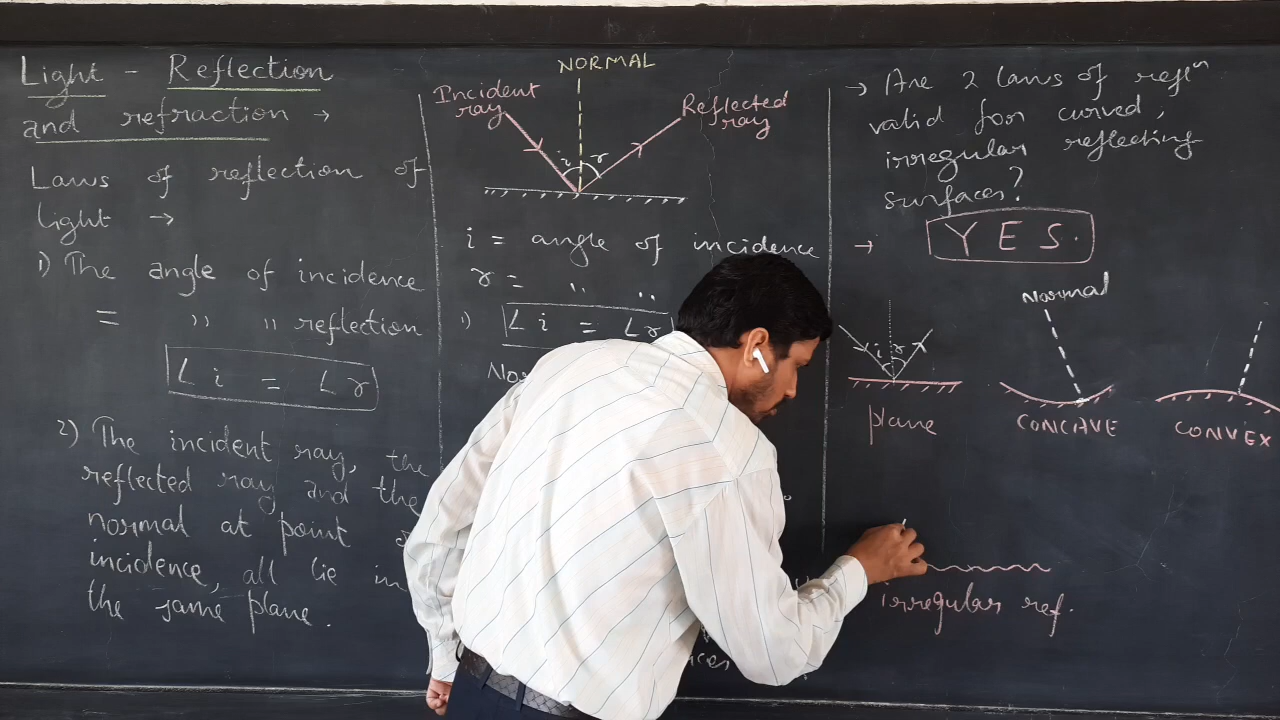 Light - Reflection
and refraction →
Laws of reflection of
light →
1) The angle of incidence
= " " reflection
∠i = ∠r
2) The incident ray, the
reflected ray and the
normal at point
incidence, all lie in
the same plane.
NORMAL
Incident
ray
Reflected
ray
i r
i = angle of incidence
r = " "
1) ∠i = ∠r
→ Are 2 laws of refln
valid for curved,
irregular reflecting
surfaces?
→ YES.
i r
plane
Normal
CONCAVE
CONVEX
irregular ref.